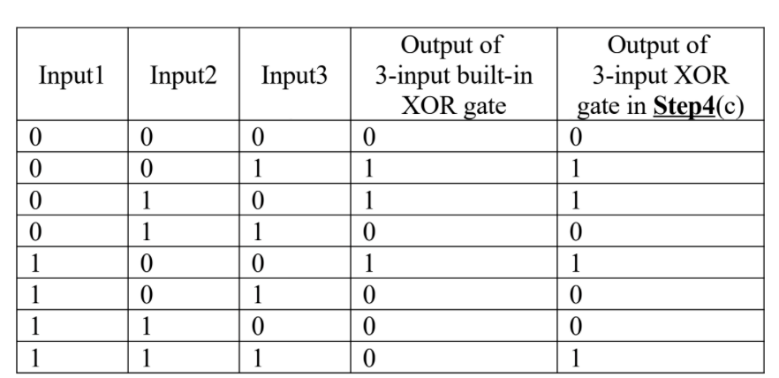 Input1 Input2 Input3 Output of 3-input built-in XOR gate Output of 3-input XOR gate in Step4(c)
0 0 0 0 0
0 0 1 1 1
0 1 0 1 1
0 1 1 0 0
1 0 0 1 1
1 0 1 0 0
1 1 0 0 0
1 1 1 0 1